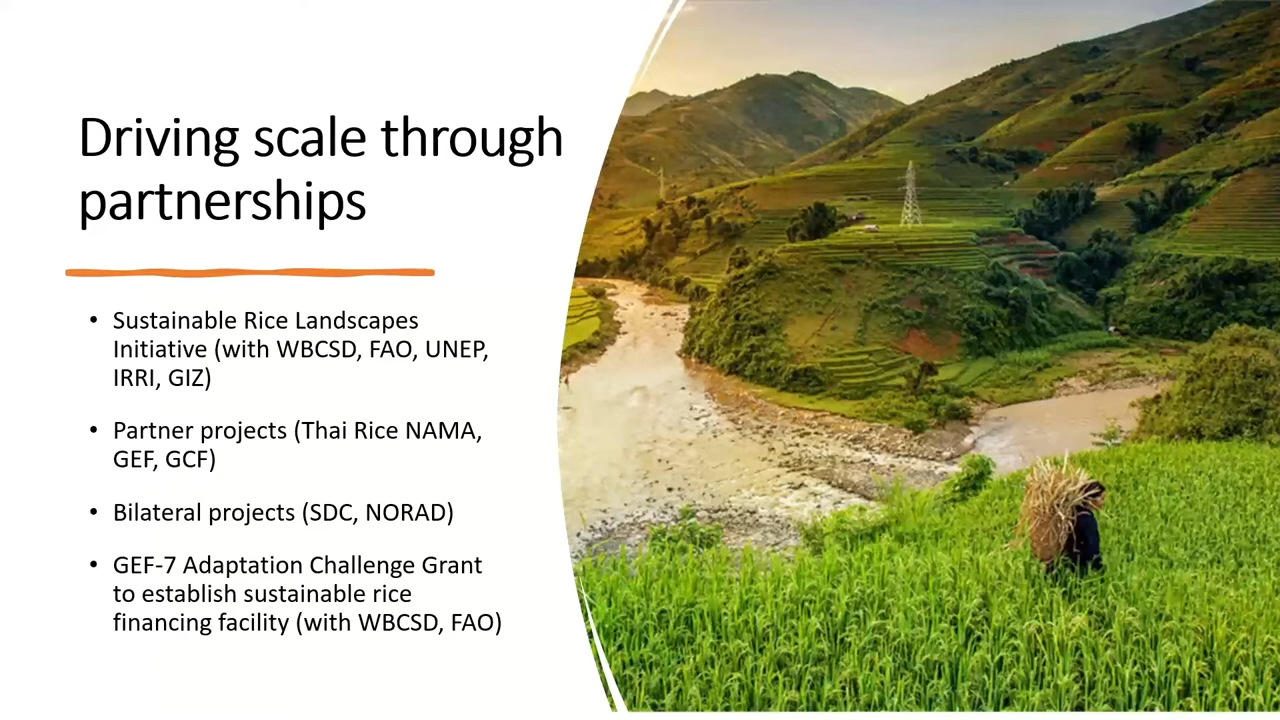 Driving scale through
partnerships
• Sustainable Rice Landscapes
Initiative (with WBCSD, FAO, UNEP,
IRRI, GIZ)
• Partner projects (Thai Rice NAMA,
GEF, GCF)
• Bilateral projects (SDC, NORAD)
• GEF-7 Adaptation Challenge Grant
to establish sustainable rice
financing facility (with WBCSD, FAO)